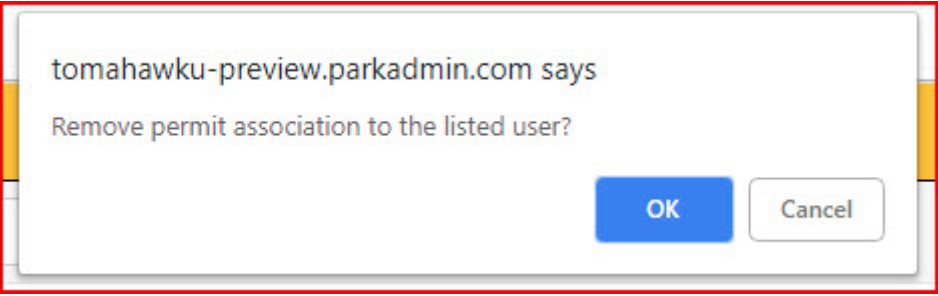 tomahawku-preview.parkadmin.com says
Remove permit association to the listed user?
OK
Cancel